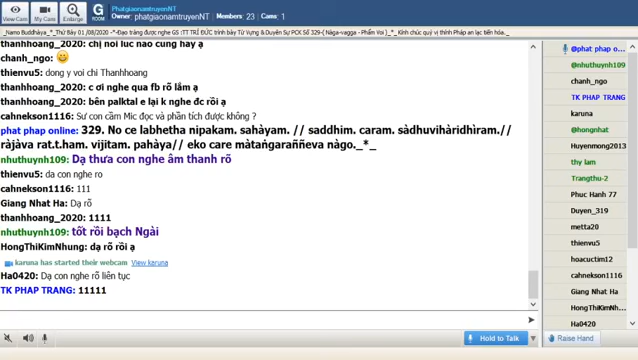 phatgiaonamtruyenNT
Owner: phatgiaonamtruyenNT | Members: 23 | Cams: 1
View Cam
My Cam
Enlarge
G
ROOM
_Namo Buddhāya_*_Thứ Bảy 01/08/2020 -*-Đạo tràng được nghe GS :TT TRÍ ĐỨC trình bày Từ Vựng & Duyên Sự PCK Số 329-( Nāga-vagga - Phẩm Voi )*_Kính chúc quý vị thính Pháp an lạc tiến hóa._
thanhhoang_2020: chị nói lúc nào cũng hay ạ
chanh_ngo:
thienvu5: dong y voi chi Thanhhoang
thanhhoang_2020: c ơi nghe qua fb rõ lắm ạ
thanhhoang_2020: bên palktal e lại k nghe đc rồi ạ
cahnekson1116: Sư con cầm Mic đọc và phần tích được không ?
phat phap online: 329. No ce labhetha nipakam. sahàyam. // saddhim. caram. sàdhuvihàridhìram.//
ràjàva rat.t.ham. vijitam. pahàya// eko care màtangaraññeva nàgo._*_
nhuthuynh109: Dạ thưa con nghe âm thanh rõ
thienvu5: da con nghe ro
cahnekson1116: 111
Giang Nhat Ha: Dạ rõ
thanhhoang_2020: 1111
nhuthuynh109: tốt rồi bạch Ngài
HongThiKimNhung: dạ rõ rồi ạ
karuna has started their webcam View karuna
Ha0420: Dạ con nghe rõ liên tục
TK PHAP TRANG: 11111
@phat phap o...
@nhuthuynh109
chanh_ngo
TK PHAP TRANG
karuna
@hongnhat
Huyenmong2013
thy lam
Trangthu-2
Phuc Hanh 77
Duyen_319
metta20
thienvu5
hoacuctim12
cahnekson1116
Giang Nhat Ha
HongThiKimN...
Ha0420
Hold to Talk
Raise Hand